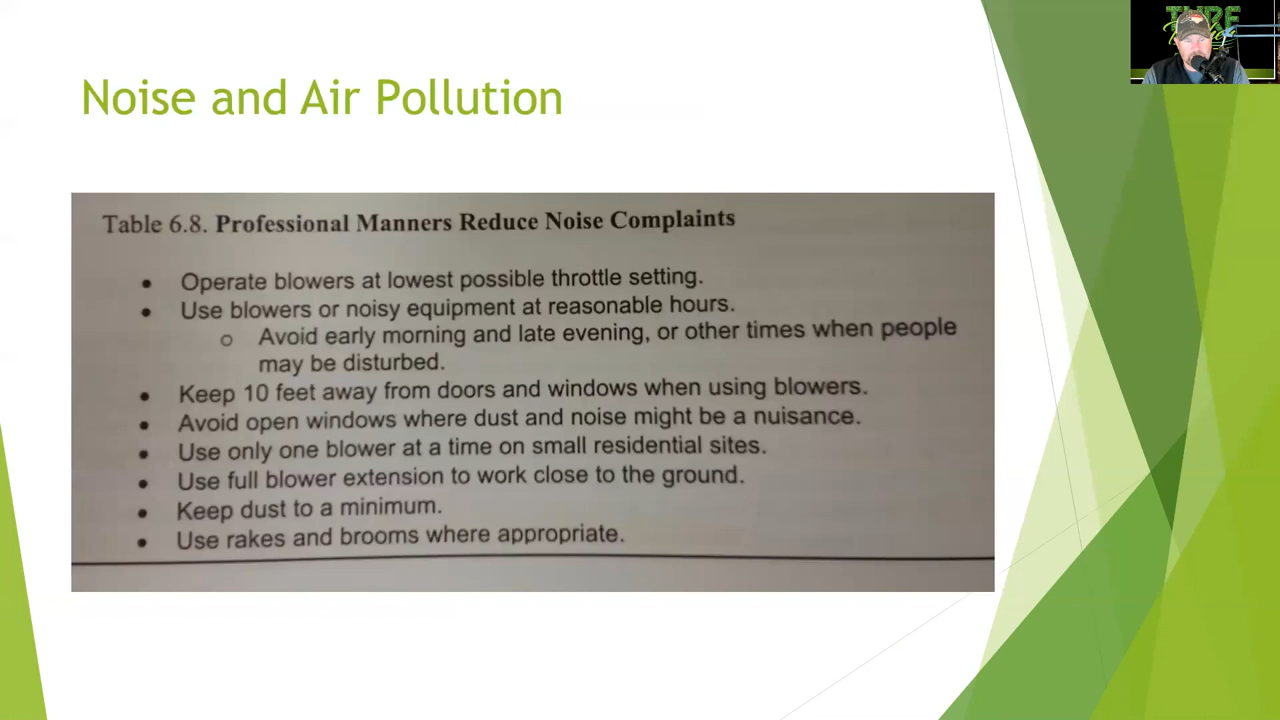 Noise and Air Pollution
TURF
Table 6.8. Professional Manners Reduce Noise Complaints
• Operate blowers at lowest possible throttle setting.
• Use blowers or noisy equipment at reasonable hours.
o Avoid early morning and late evening, or other times when people
may be disturbed.
• Keep 10 feet away from doors and windows when using blowers.
• Avoid open windows where dust and noise might be a nuisance.
• Use only one blower at a time on small residential sites.
• Use full blower extension to work close to the ground.
• Keep dust to a minimum.
• Use rakes and brooms where appropriate.